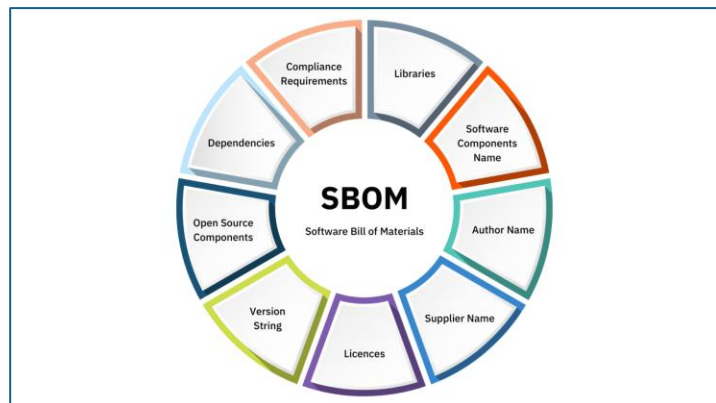 SBOM
Software Bill of Materials
Libraries
Software
Components
Name
Author Name
Supplier Name
Licences
Version
String
Open Source
Components
Dependencies
Compliance
Requirements